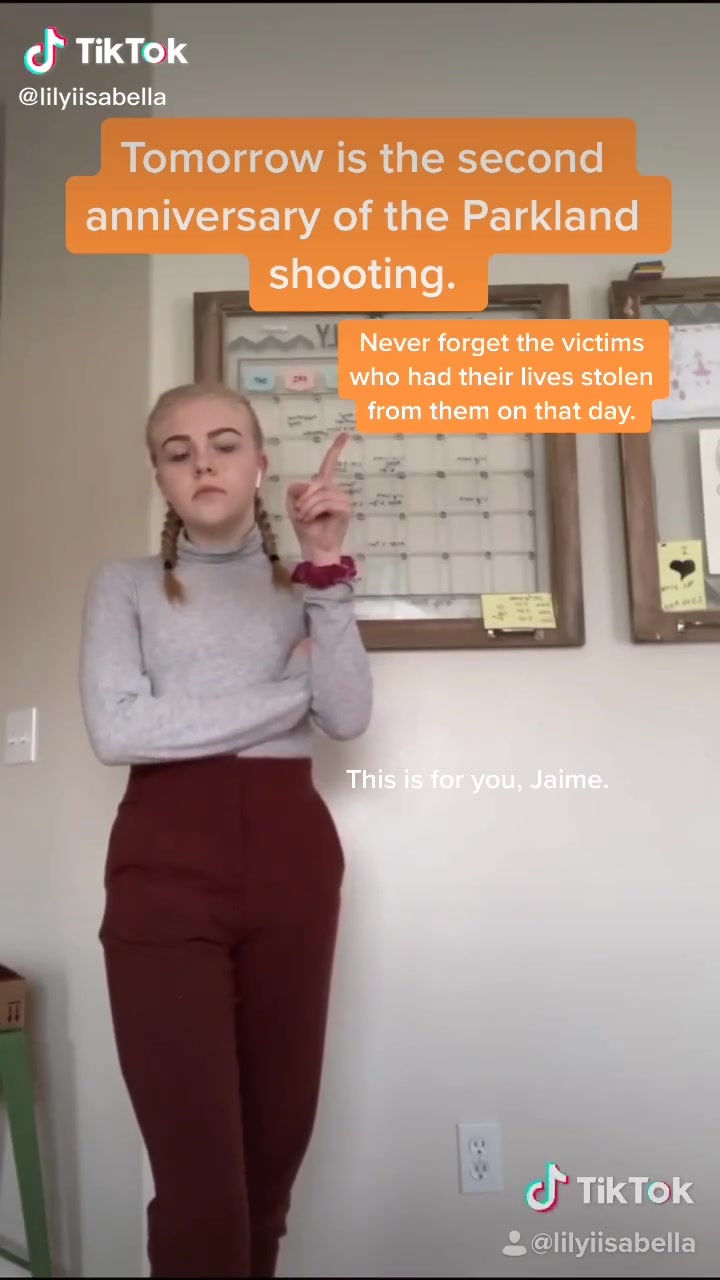 TikTok
@lilyiisabella
Tomorrow is the second
anniversary of the Parkland
shooting.
Never forget the victims
who had their lives stolen
from them on that day.
This is for you, Jaime.
TikTok
@lilyiisabella